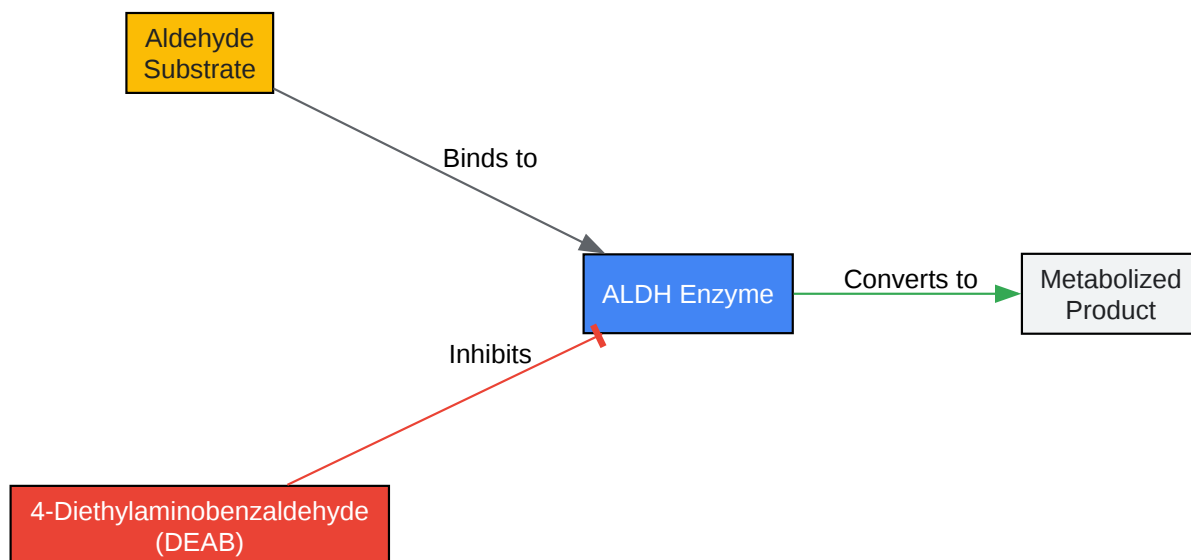 Aldehyde
Substrate
Binds to
ALDH Enzyme
Converts to
Metabolized
Product
Inhibits
4-Diethylaminobenzaldehyde
(DEAB)